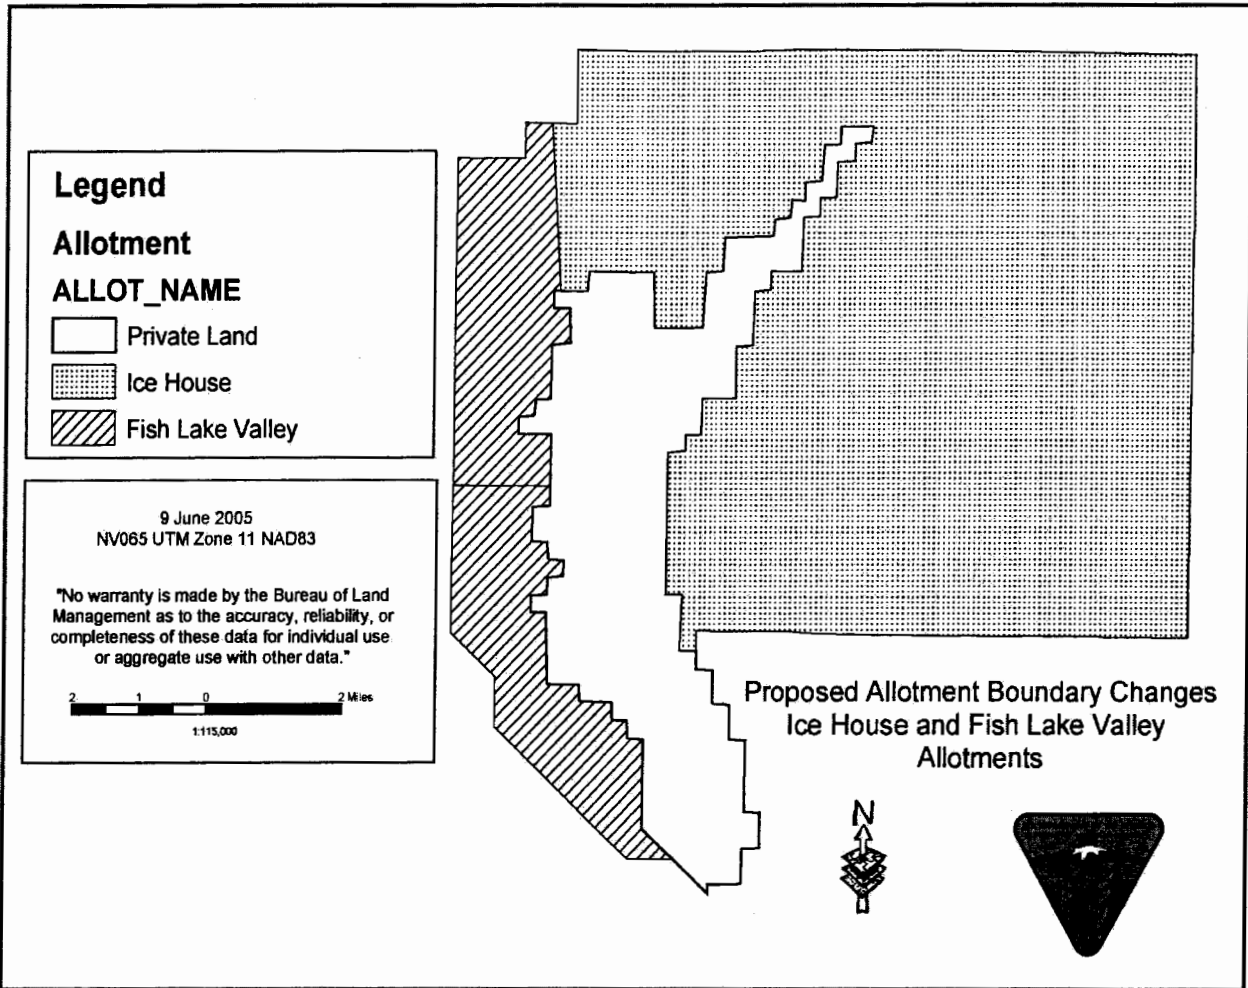 Legend
Allotment
ALLOT_NAME
Private Land
Ice House
Fish Lake Valley
9 June 2005
NV065 UTM Zone 11 NAD83
"No warranty is made by the Bureau of Land
Management as to the accuracy, reliability, or
completeness of these data for individual use
or aggregate use with other data."
2 1 0 2 Miles
1:115,000
Proposed Allotment Boundary Changes
Ice House and Fish Lake Valley
Allotments
N